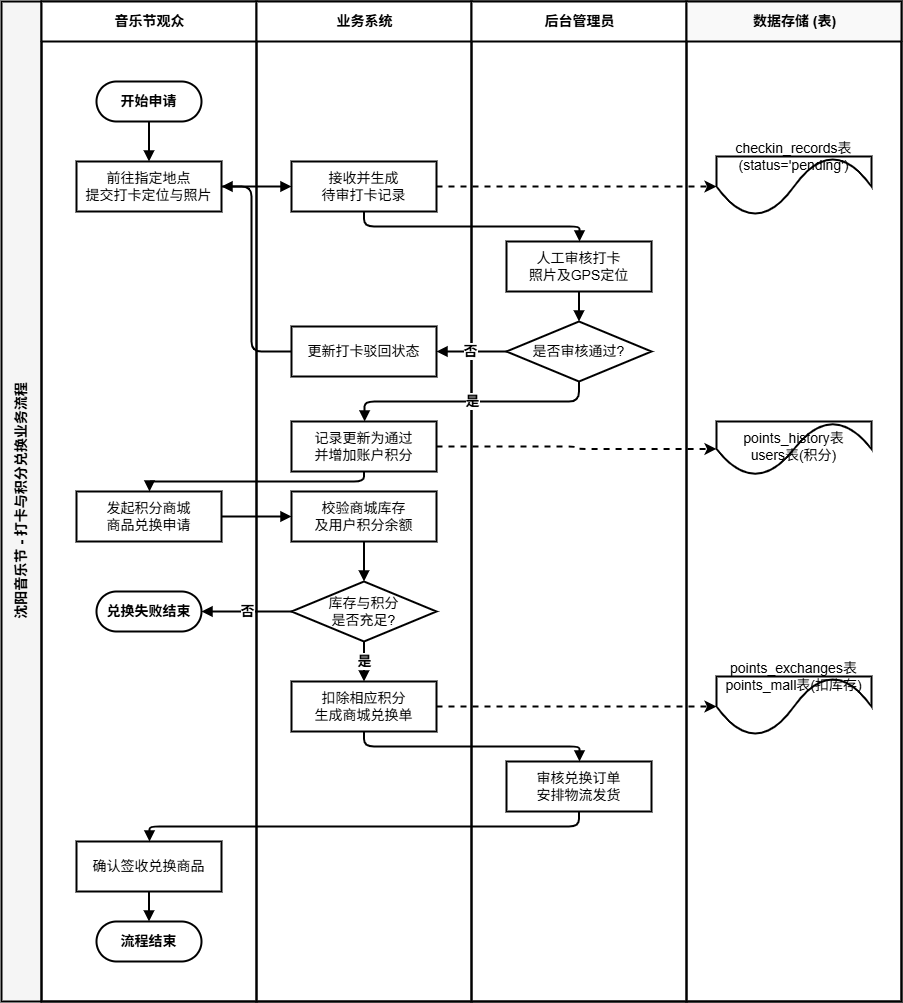 沈阳音乐节 - 打卡与积分兑换业务流程
音乐节观众
业务系统
后台管理员
数据存储 (表)
开始申请
前往指定地点
提交打卡定位与照片
接收并生成
待审打卡记录
checkin_records表
(status='pending')
人工审核打卡
照片及GPS定位
是否审核通过?
否
更新打卡驳回状态
是
记录更新为通过
并增加账户积分
points_history表
users表(积分)
发起积分商城
商品兑换申请
校验商城库存
及用户积分余额
库存与积分
是否充足?
否
兑换失败结束
是
扣除相应积分
生成商城兑换单
points_exchanges表
points_mall表(扣库存)
审核兑换订单
安排物流发货
确认签收兑换商品
流程结束